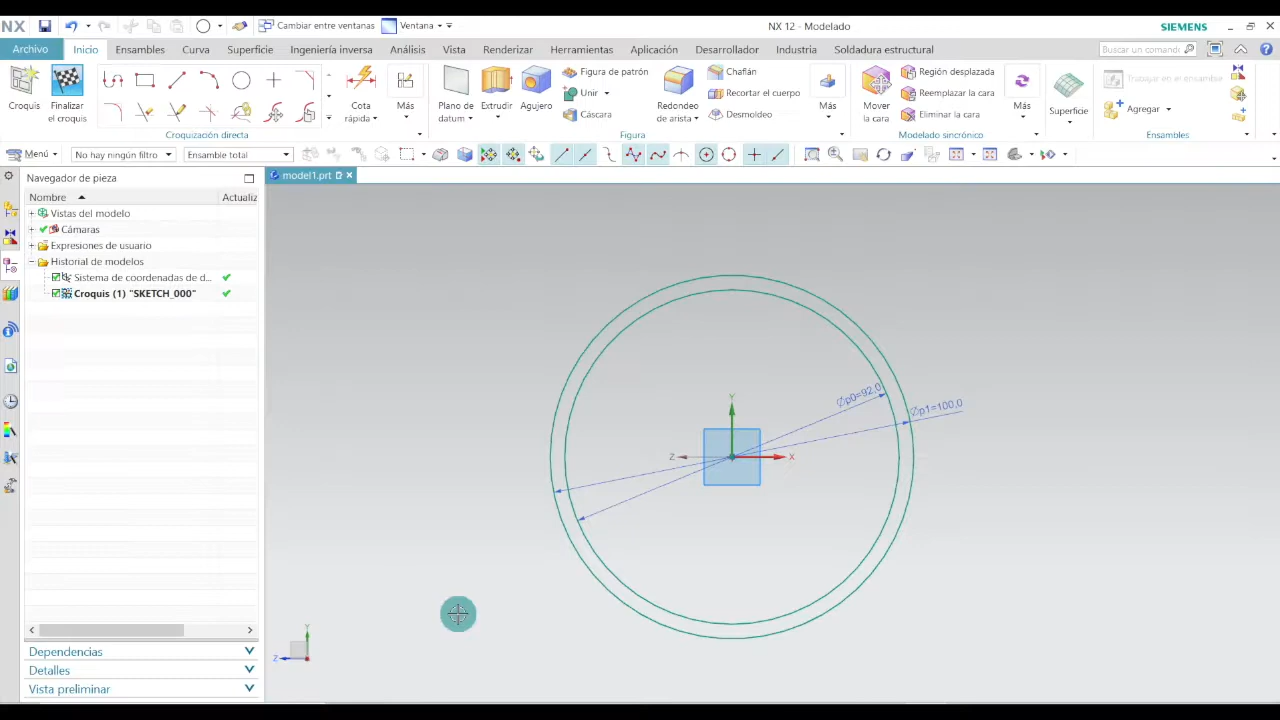 NX Cambiar entre ventanas Ventana NX 12 - Modelado SIEMENS
Archivo Inicio Ensambles Curva Superficie Ingeniería inversa Análisis Vista Renderizar Herramientas Aplicación Desarrollador Industria Soldadura estructural Buscar un comando
Croquis
Finalizar el croquis
Cota rápida
Más
Croquización directa
Plano de datum
Extrudir
Agujero
Figura de patrón
Unir
Cáscara
Redondeo de arista
Chaflán
Recortar el cuerpo
Desmoldeo
Más
Figura
Mover la cara
Región desplazada
Reemplazar la cara
Eliminar la cara
Más
Modelado sincrónico
Superficie
Trabajar en el ensamble
Agregar
Ensambles
Menú No hay ningún filtro Ensamble total
Navegador de pieza
model1.prt
Nombre Actualiz
Vistas del modelo
Cámaras
Expresiones de usuario
Historial de modelos
Sistema de coordenadas de d...
Croquis (1) "SKETCH_000"
Øp0=92,0
Øp1=100,0
Y
Z X
Y
Z
Dependencias
Detalles
Vista preliminar